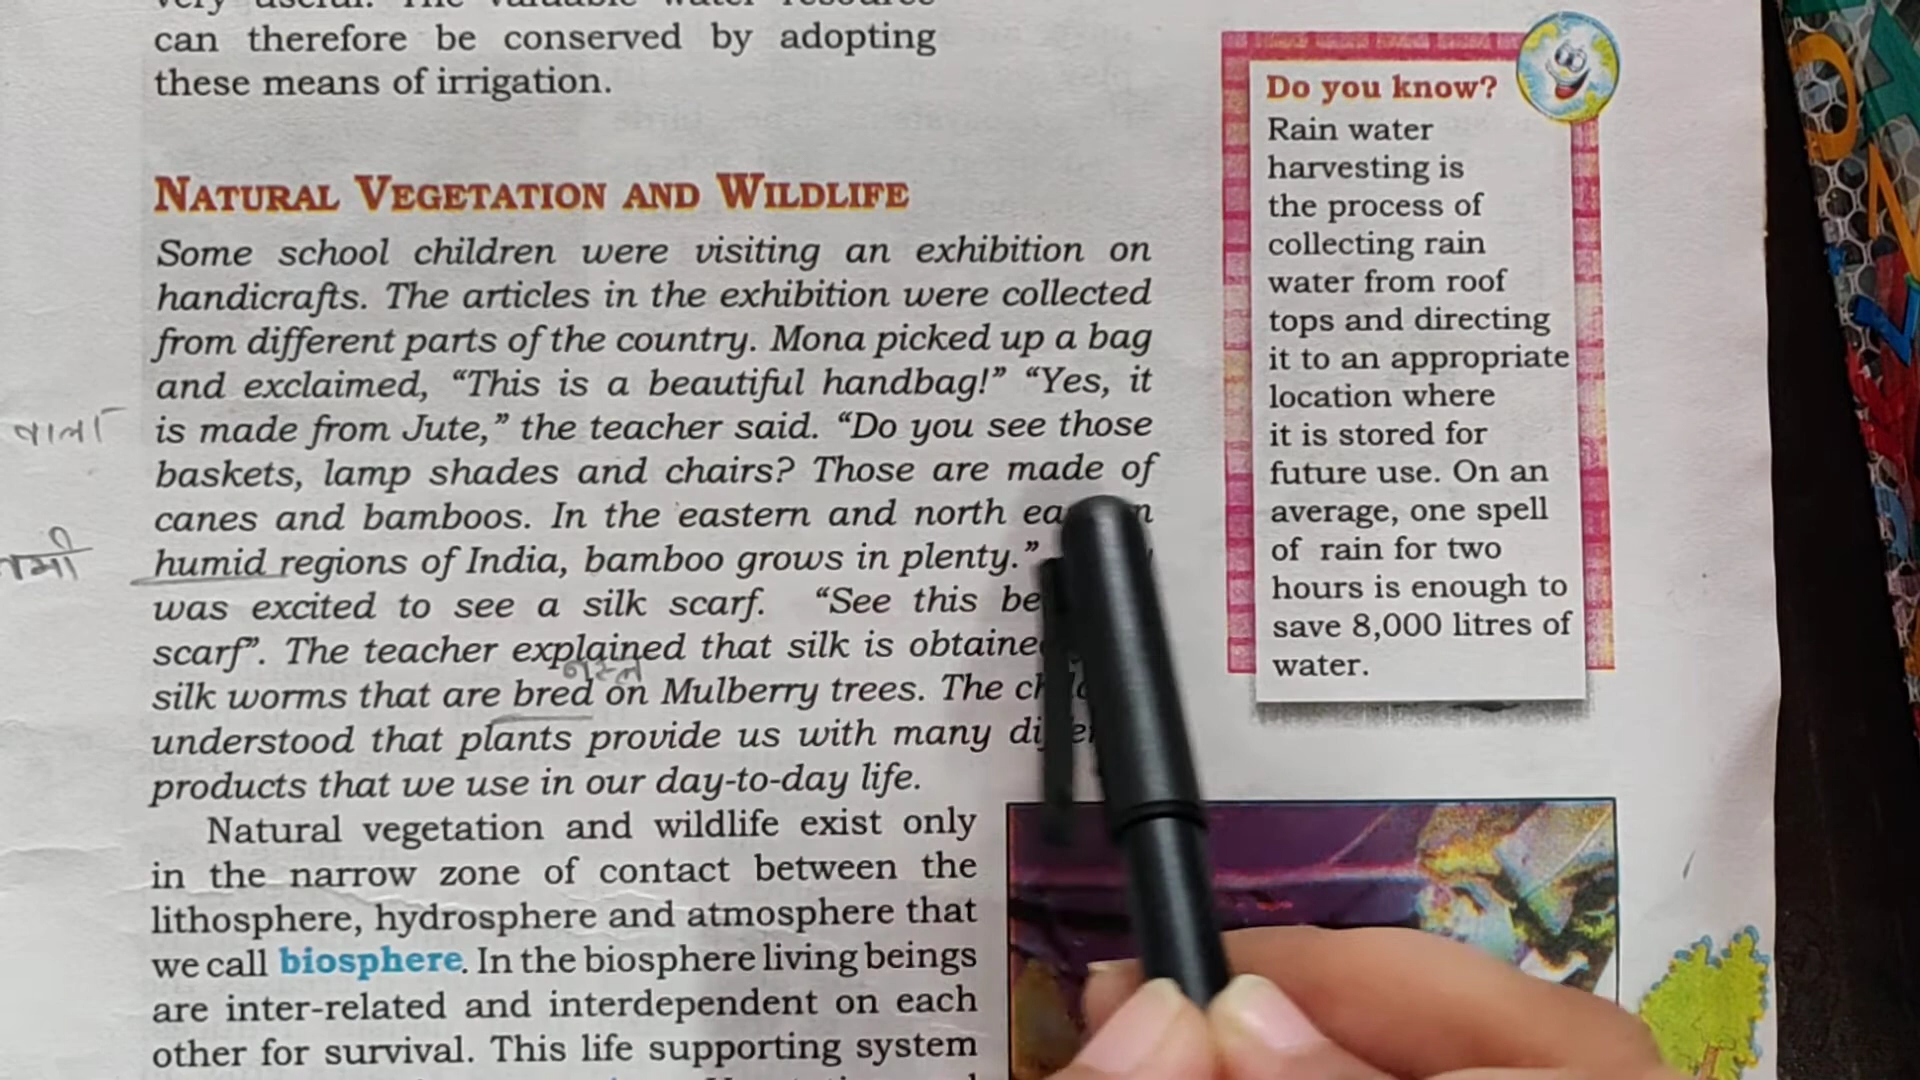 can therefore be conserved by adopting
these means of irrigation.
NATURAL VEGETATION AND WILDLIFE
Some school children were visiting an exhibition on
handicrafts. The articles in the exhibition were collected
from different parts of the country. Mona picked up a bag
and exclaimed, “This is a beautiful handbag!” “Yes, it
is made from Jute,” the teacher said. “Do you see those
baskets, lamp shades and chairs? Those are made of
canes and bamboos. In the eastern and north
humid regions of India, bamboo grows in plenty.”
was excited to see a silk scarf. “See this
scarf”. The teacher explained that silk is
नस्ल
silk worms that are bred on Mulberry trees. The
understood that plants provide us with many
products that we use in our day-to-day life.
Natural vegetation and wildlife exist only
in the narrow zone of contact between the
lithosphere, hydrosphere and atmosphere that
we call biosphere. In the biosphere living beings
are inter-related and interdependent on each
other for survival. This life supporting system
Do you know?
Rain water
harvesting is
the process of
collecting rain
water from roof
tops and directing
it to an appropriate
location where
it is stored for
future use. On an
average, one spell
of rain for two
hours is enough to
save 8,000 litres of
water.